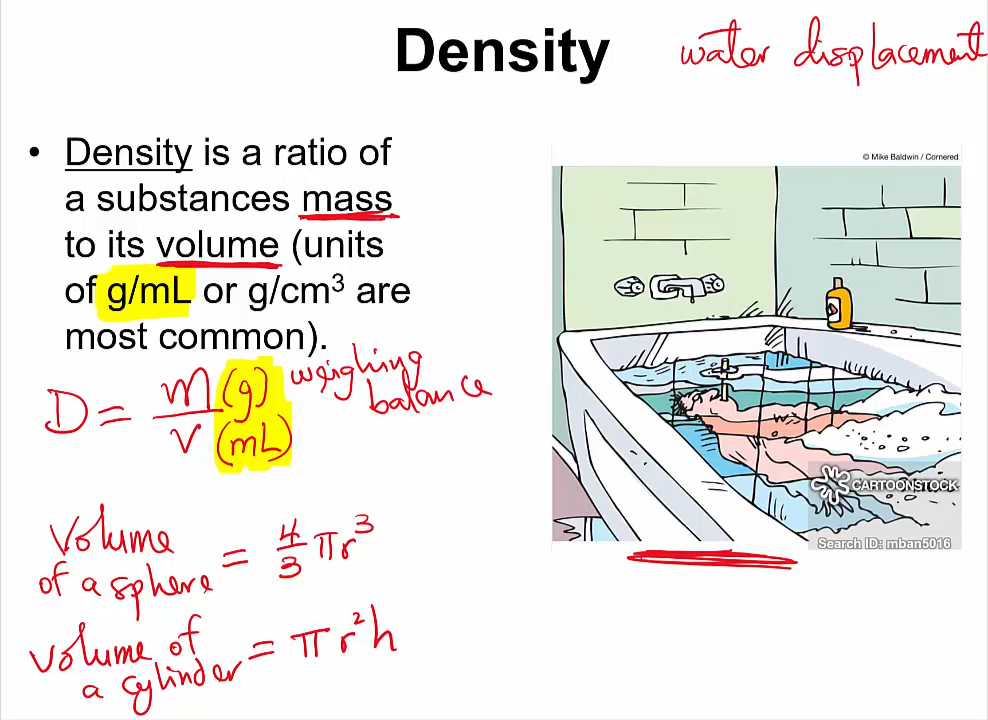 Density
water displacement
• Density is a ratio of
a substances mass
to its volume (units
of g/mL or g/cm³ are
most common).
D = m (g) / v (mL)
weighing
balance
Volume
of a sphere = 4/3 πr³
Volume of
a cylinder = πr²h
© Mike Baldwin / Cornered
CARTOONSTOCK
Search ID: mban5016